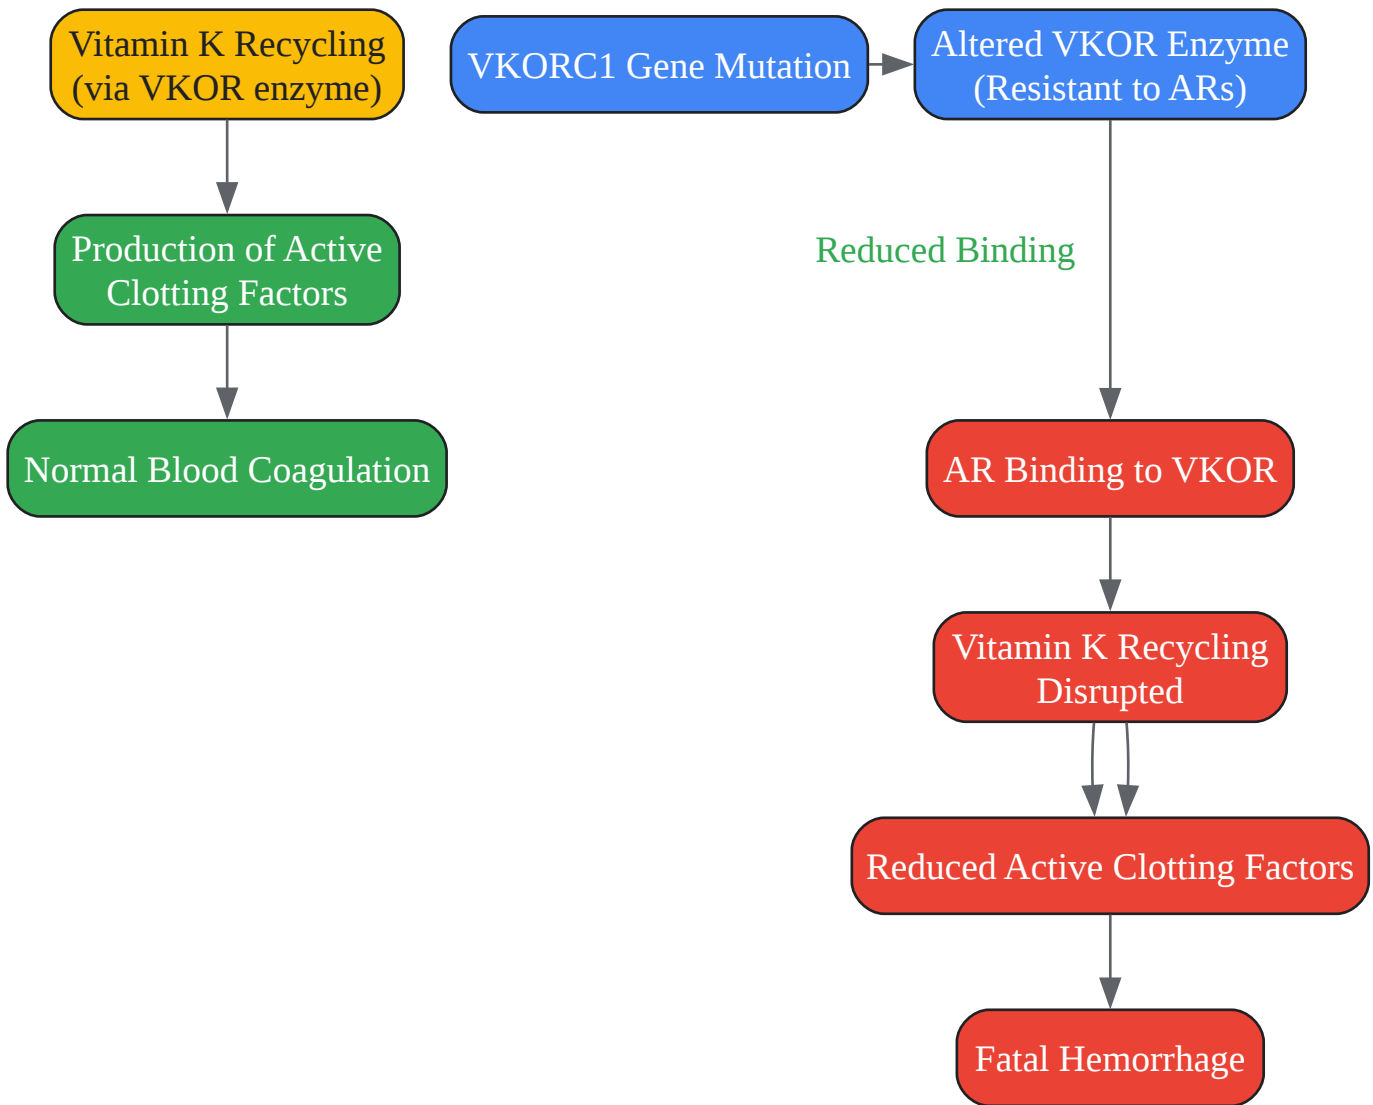 Vitamin K Recycling
(via VKOR enzyme)
Production of Active
Clotting Factors
Normal Blood Coagulation
VKORC1 Gene Mutation
Altered VKOR Enzyme
(Resistant to ARs)
Reduced Binding
AR Binding to VKOR
Vitamin K Recycling
Disrupted
Reduced Active Clotting Factors
Fatal Hemorrhage